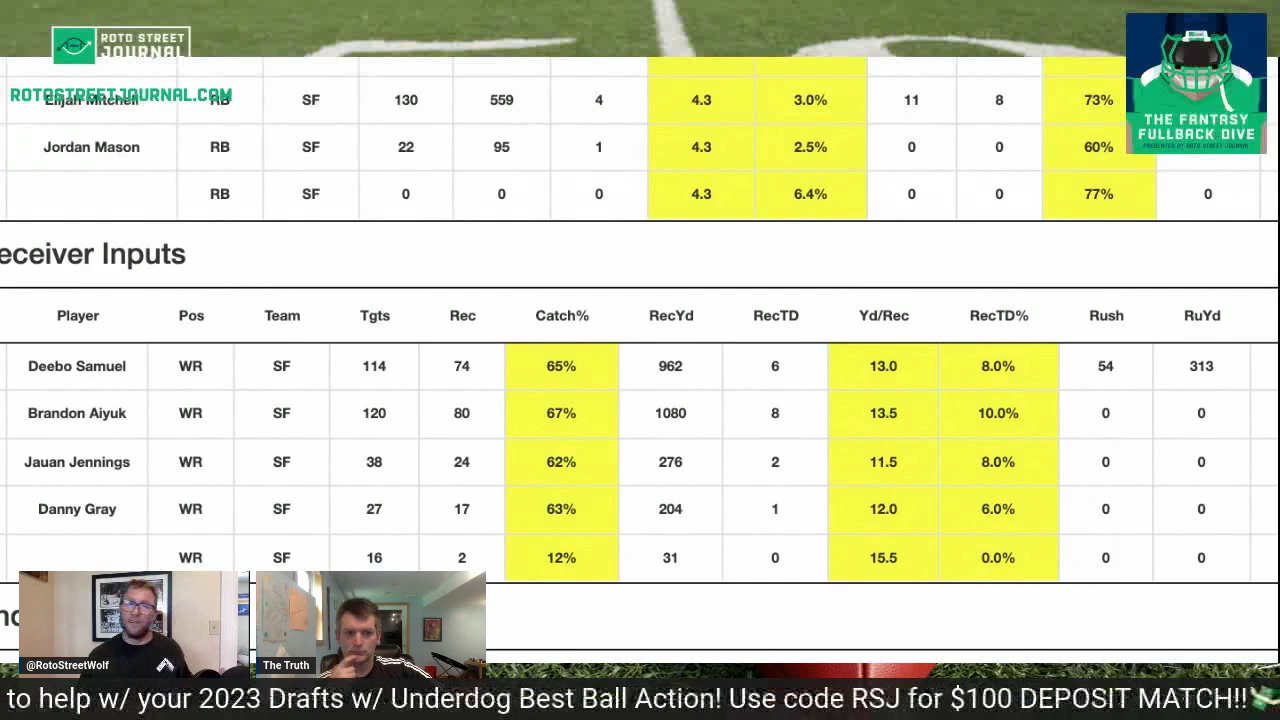 ROTO STREET
JOURNAL
ROTOSTREETJOURNAL.COM
Elijah Mitchell RB SF 130 559 4 4.3 3.0% 11 8 73%
THE FANTASY
FULLBACK DIVE
PRESENTED BY ROTO STREET JOURNAL
Jordan Mason RB SF 22 95 1 4.3 2.5% 0 0 60%
RB SF 0 0 0 4.3 6.4% 0 0 77% 0
eceiver Inputs
Player Pos Team Tgts Rec Catch% RecYd RecTD Yd/Rec RecTD% Rush RuYd
Deebo Samuel WR SF 114 74 65% 962 6 13.0 8.0% 54 313
Brandon Aiyuk WR SF 120 80 67% 1080 8 13.5 10.0% 0 0
Jauan Jennings WR SF 38 24 62% 276 2 11.5 8.0% 0 0
Danny Gray WR SF 27 17 63% 204 1 12.0 6.0% 0 0
WR SF 16 2 12% 31 0 15.5 0.0% 0 0
@RotoStreetWolf
The Truth
to help w/ your 2023 Drafts w/ Underdog Best Ball Action! Use code RSJ for $100 DEPOSIT MATCH!!